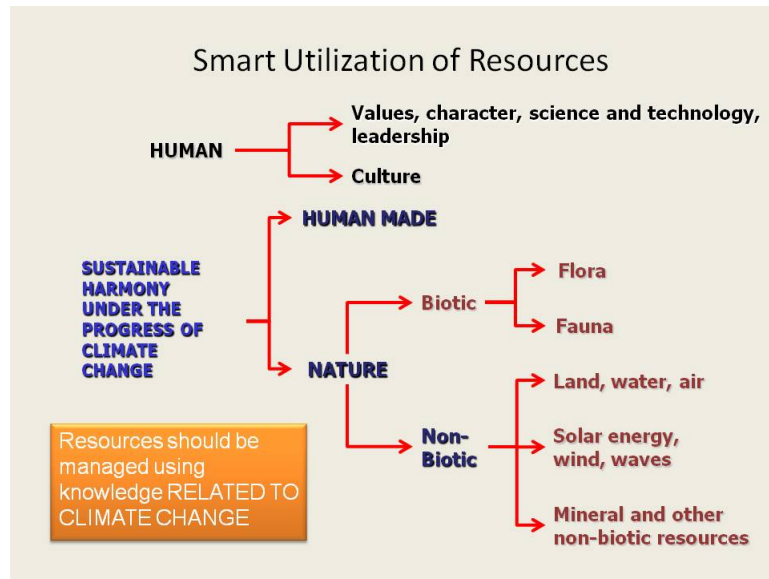 Smart Utilization of Resources
Values, character, science and technology,
leadership
HUMAN
Culture
HUMAN MADE
SUSTAINABLE
HARMONY
UNDER THE
PROGRESS OF
CLIMATE
CHANGE
NATURE
Biotic
Flora
Fauna
Non-
Biotic
Land, water, air
Solar energy,
wind, waves
Mineral and other
non-biotic resources
Resources should be
managed using
knowledge RELATED TO
CLIMATE CHANGE